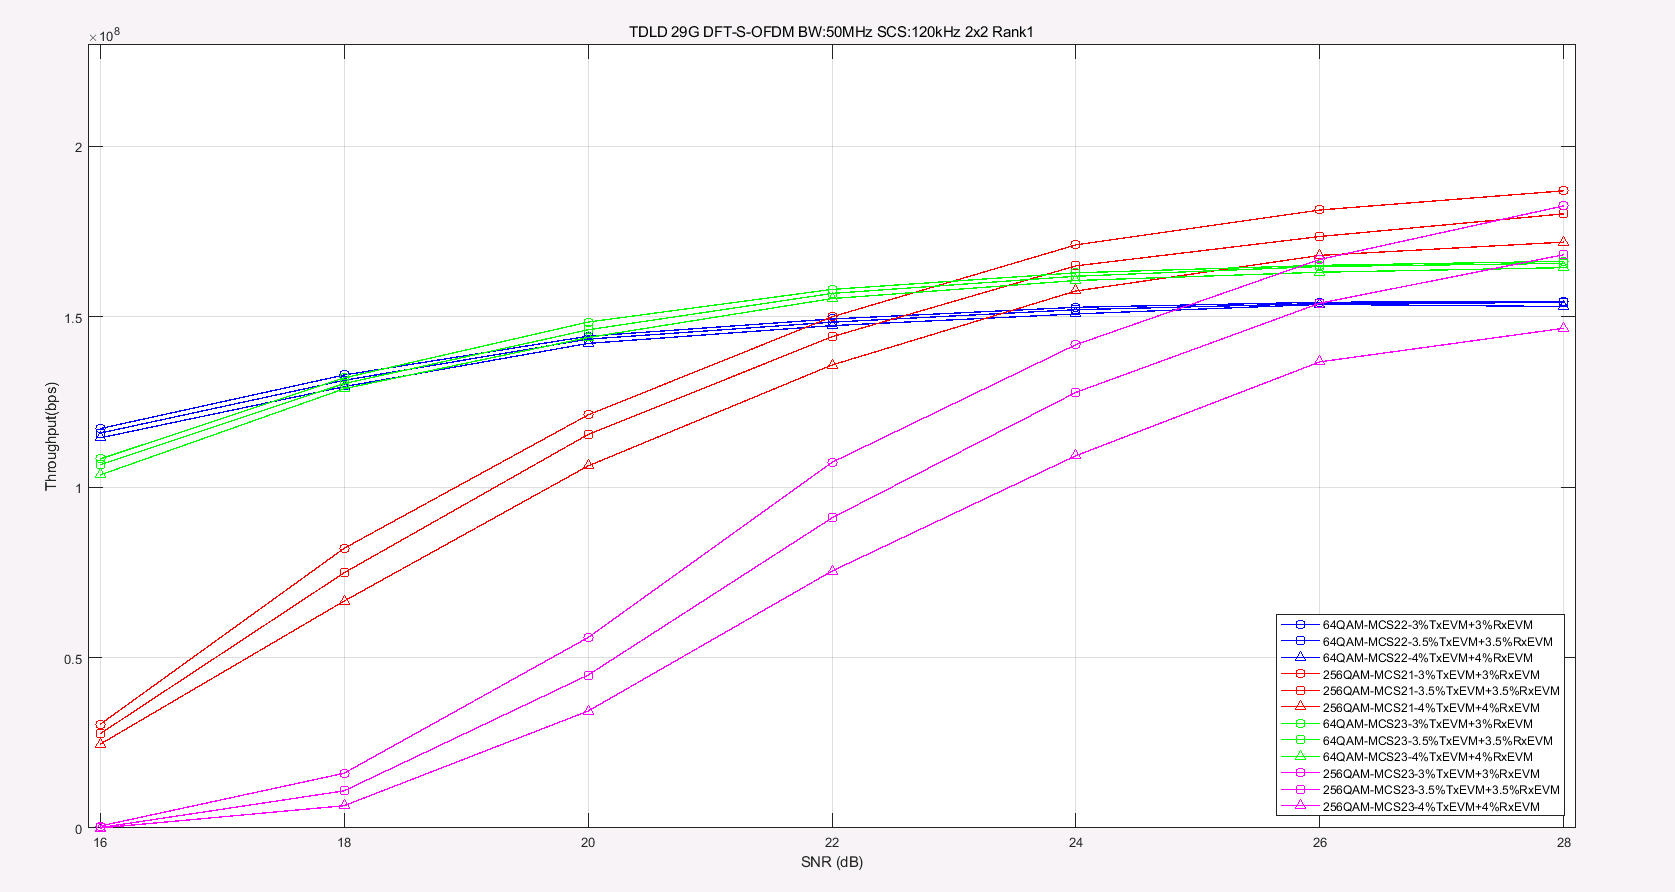 TDLD 29G DFT-S-OFDM BW:50MHz SCS:120kHz 2x2 Rank1
×10^8
2
1.5
1
0.5
0
Throughput(bps)
16 18 20 22 24 26 28
SNR (dB)
64QAM-MCS22-3%TxEVM+3%RxEVM
64QAM-MCS22-3.5%TxEVM+3.5%RxEVM
64QAM-MCS22-4%TxEVM+4%RxEVM
256QAM-MCS21-3%TxEVM+3%RxEVM
256QAM-MCS21-3.5%TxEVM+3.5%RxEVM
256QAM-MCS21-4%TxEVM+4%RxEVM
64QAM-MCS23-3%TxEVM+3%RxEVM
64QAM-MCS23-3.5%TxEVM+3.5%RxEVM
64QAM-MCS23-4%TxEVM+4%RxEVM
256QAM-MCS23-3%TxEVM+3%RxEVM
256QAM-MCS23-3.5%TxEVM+3.5%RxEVM
256QAM-MCS23-4%TxEVM+4%RxEVM